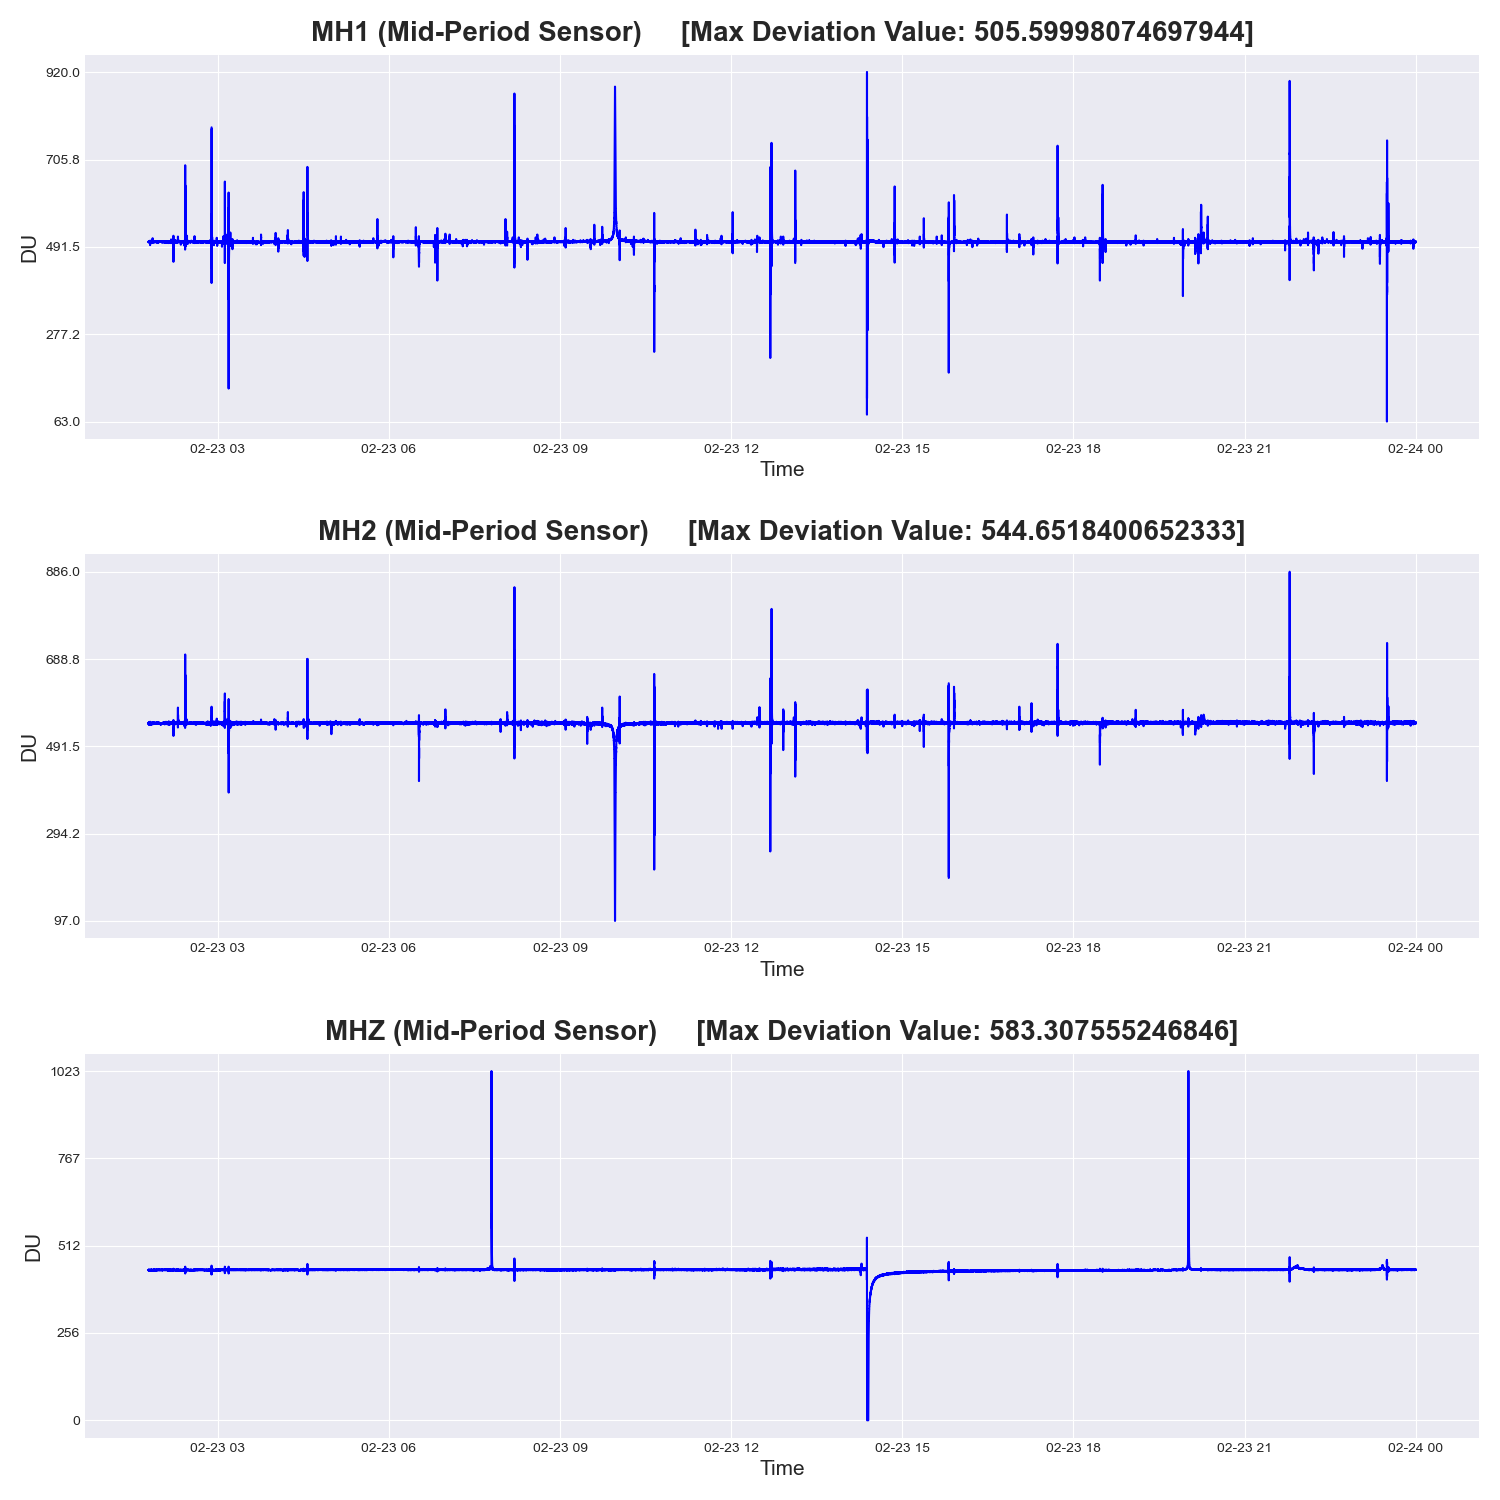 MH1 (Mid-Period Sensor) [Max Deviation Value: 505.59998074697944]
920.0
705.8
491.5
277.2
63.0
DU
02-23 03 02-23 06 02-23 09 02-23 12 02-23 15 02-23 18 02-23 21 02-24 00
Time
MH2 (Mid-Period Sensor) [Max Deviation Value: 544.6518400652333]
886.0
688.8
491.5
294.2
97.0
DU
02-23 03 02-23 06 02-23 09 02-23 12 02-23 15 02-23 18 02-23 21 02-24 00
Time
MHZ (Mid-Period Sensor) [Max Deviation Value: 583.307555246846]
1023
767
512
256
0
DU
02-23 03 02-23 06 02-23 09 02-23 12 02-23 15 02-23 18 02-23 21 02-24 00
Time